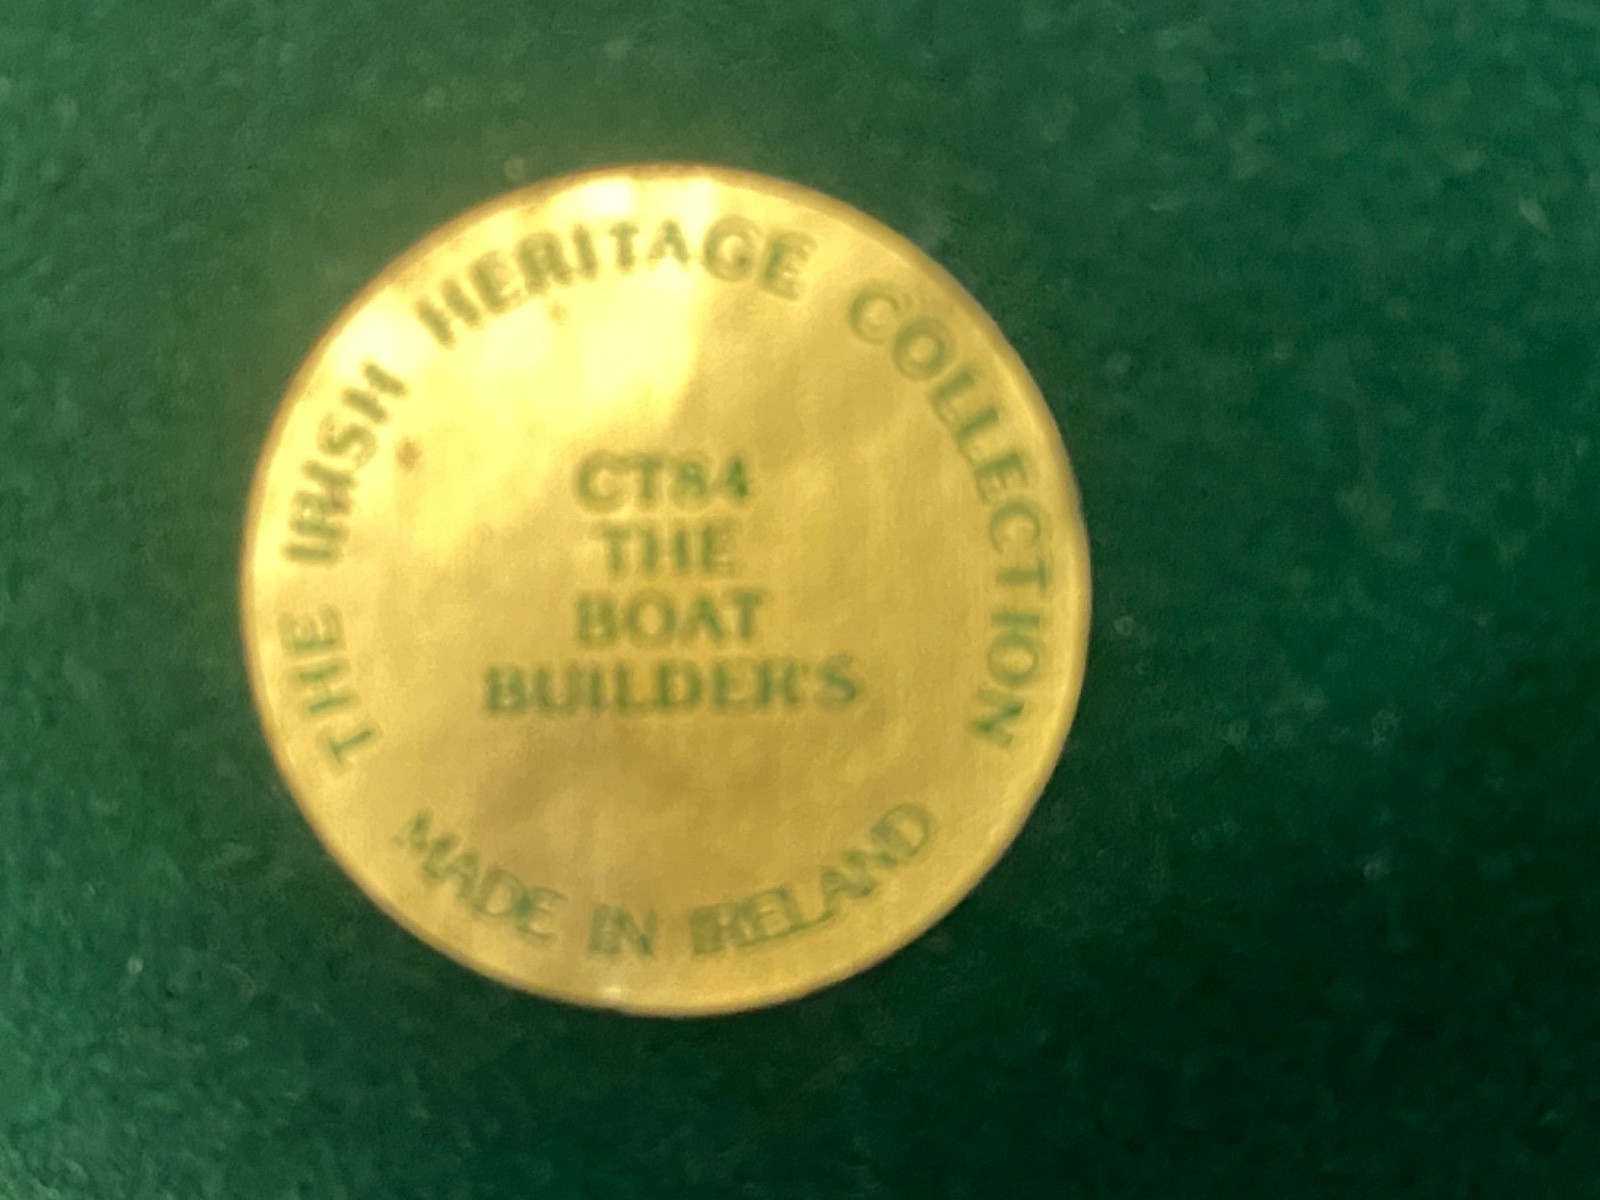 THE IRISH HERITAGE COLLECTION
CT84
THE
BOAT
BUILDER'S
MADE IN IRELAND